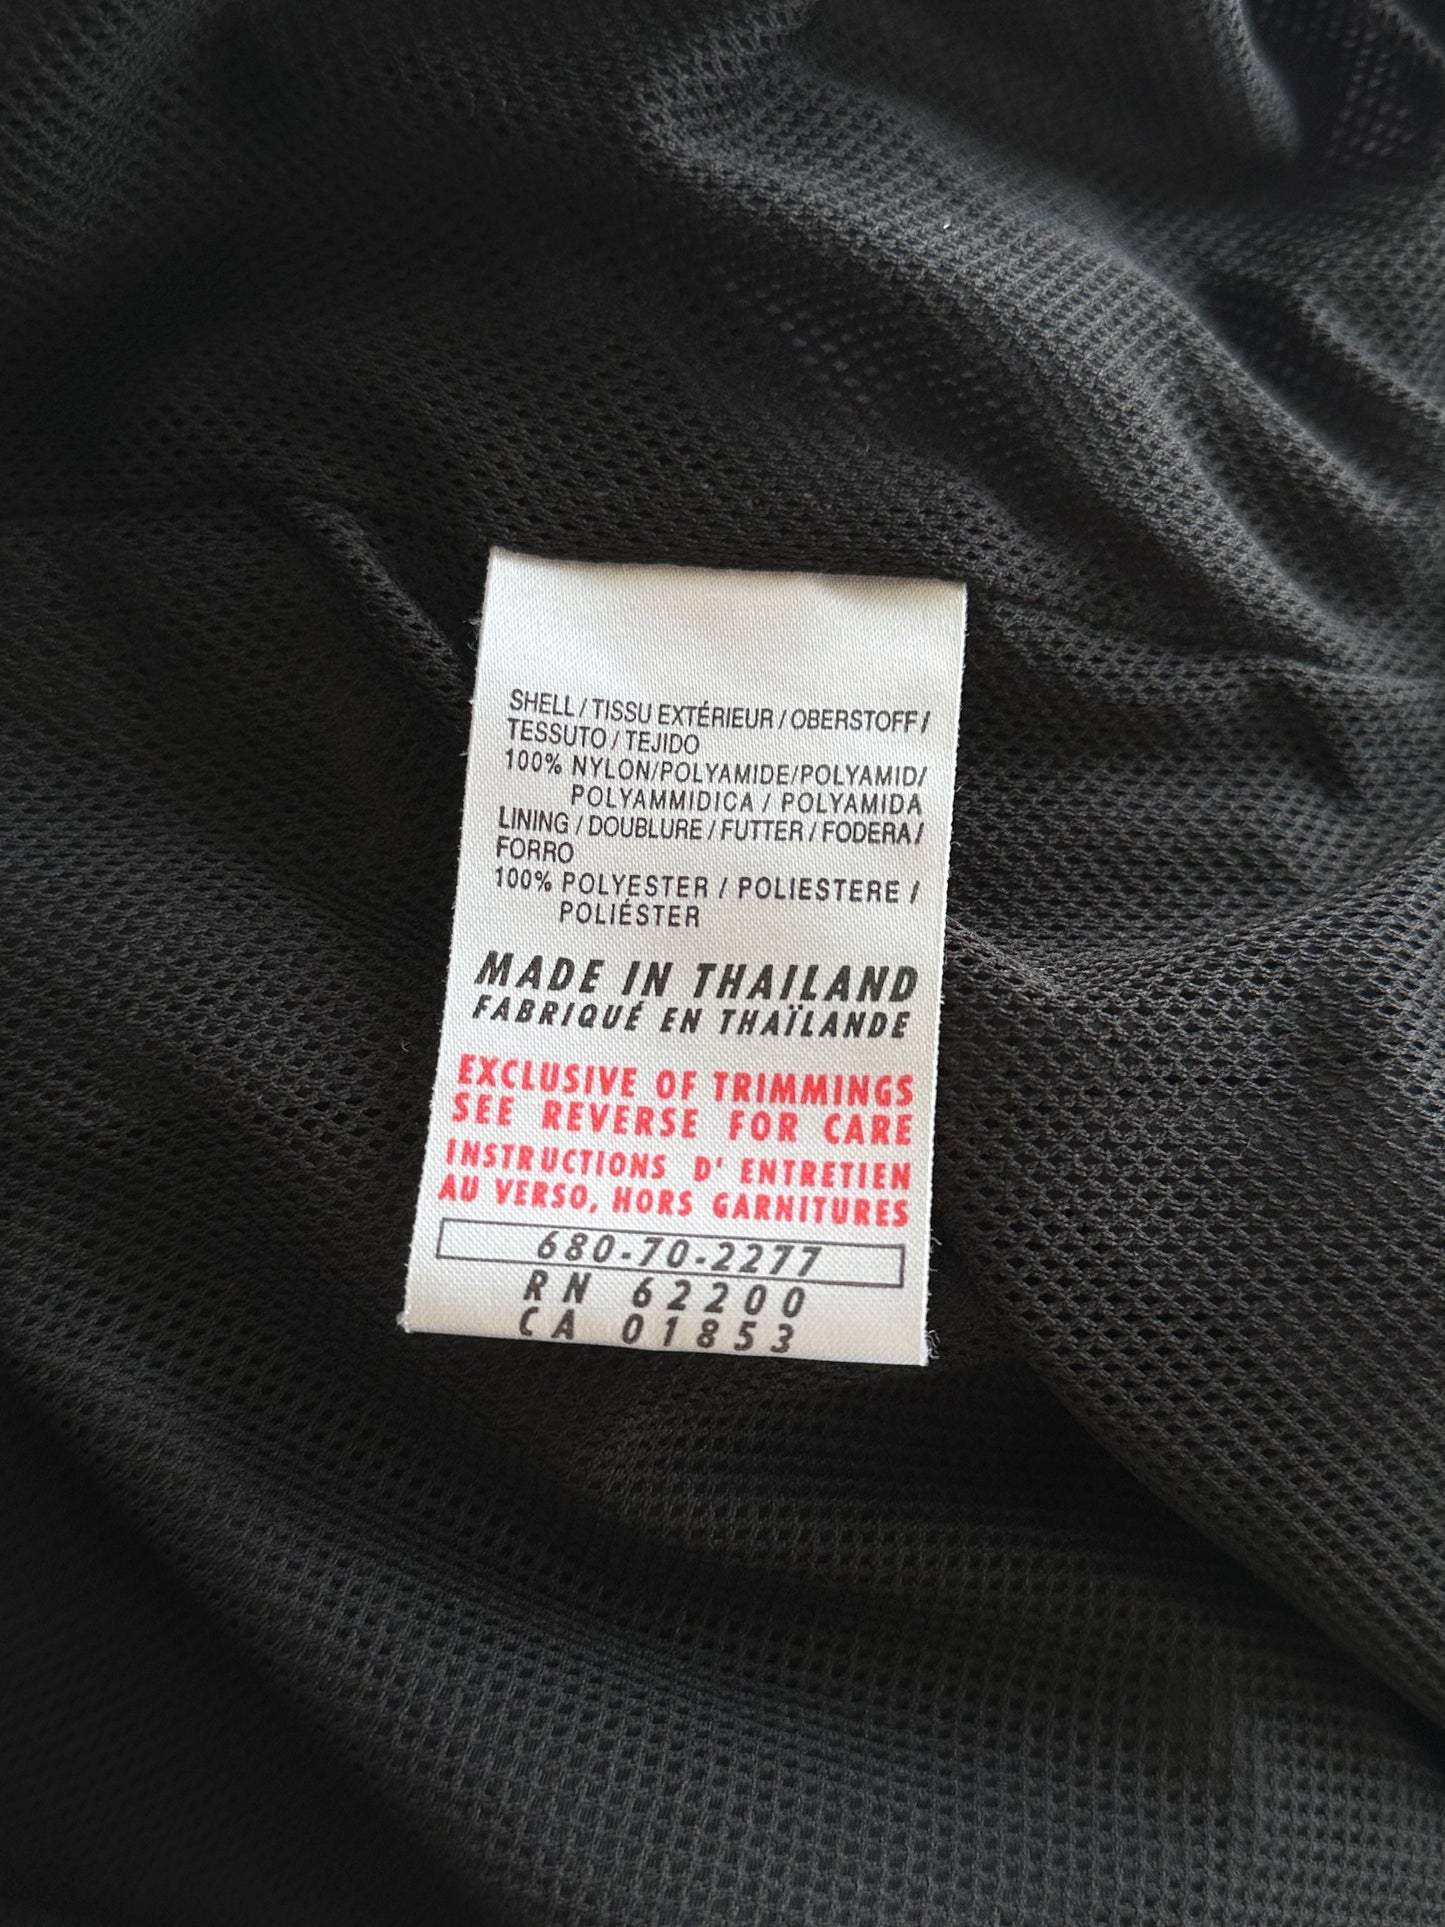 SHELL / TISSU EXTÉRIEUR / OBERSTOFF /
TESSUTO / TEJIDO
100% NYLON/POLYAMIDE/POLYAMID/
POLYAMMIDICA / POLYAMIDA
LINING / DOUBLURE / FUTTER / FODERA /
FORRO
100% POLYESTER / POLIESTERE /
POLIÉSTER
MADE IN THAILAND
FABRIQUÉ EN THAÏLANDE
EXCLUSIVE OF TRIMMINGS
SEE REVERSE FOR CARE
INSTRUCTIONS D' ENTRETIEN
AU VERSO, HORS GARNITURES
680-70-2277
RN 62200
CA 01853